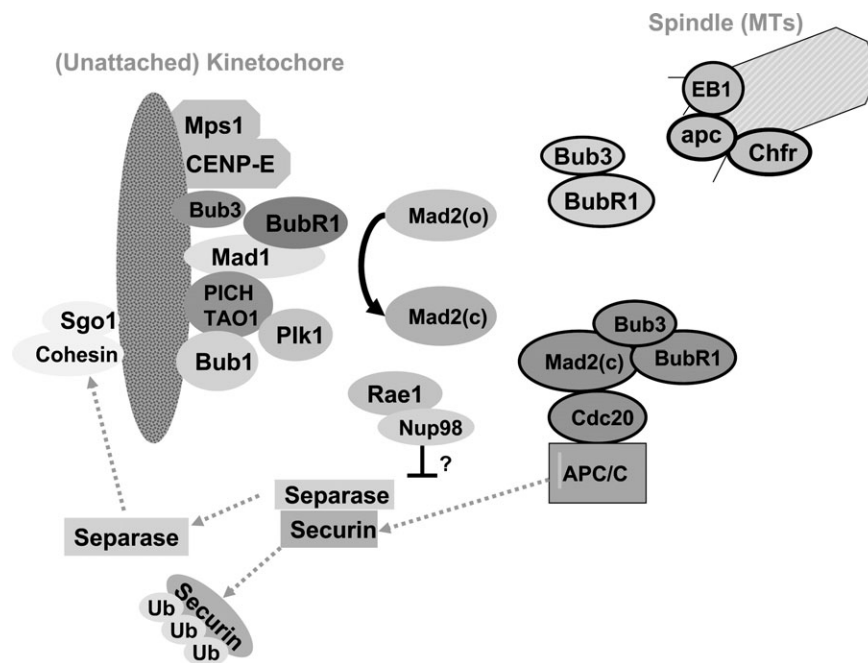 Spindle (MTs)
(Unattached) Kinetochore
EB1
Mps1
apc
Chfr
CENP-E
Bub3
BubR1
Bub3
BubR1
Mad2(o)
Mad1
PICH
TAO1
Mad2(c)
Sgo1
Plk1
Cohesin
Bub1
Bub3
Mad2(c)
BubR1
Rae1
Nup98
Cdc20
?
APC/C
Separase
Securin
Separase
Securin
Ub
Ub
Ub